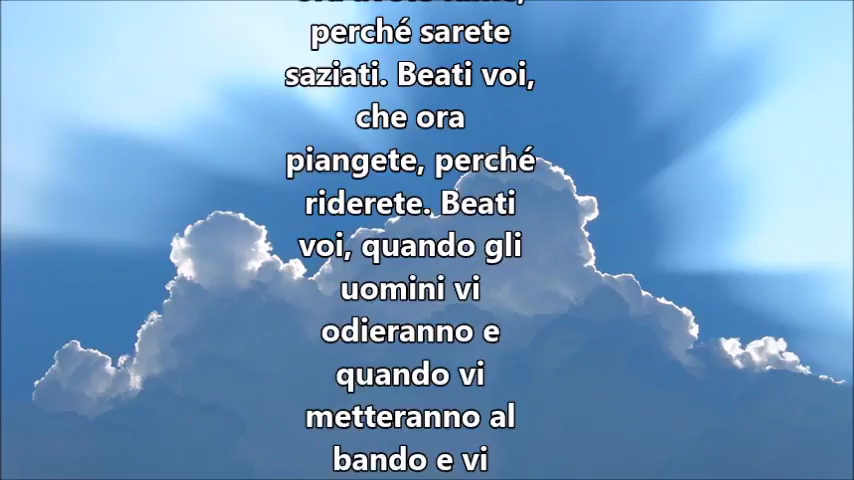 perché sarete
saziati. Beati voi,
che ora
piangete, perché
riderete. Beati
voi, quando gli
uomini vi
odieranno e
quando vi
metteranno al
bando e vi